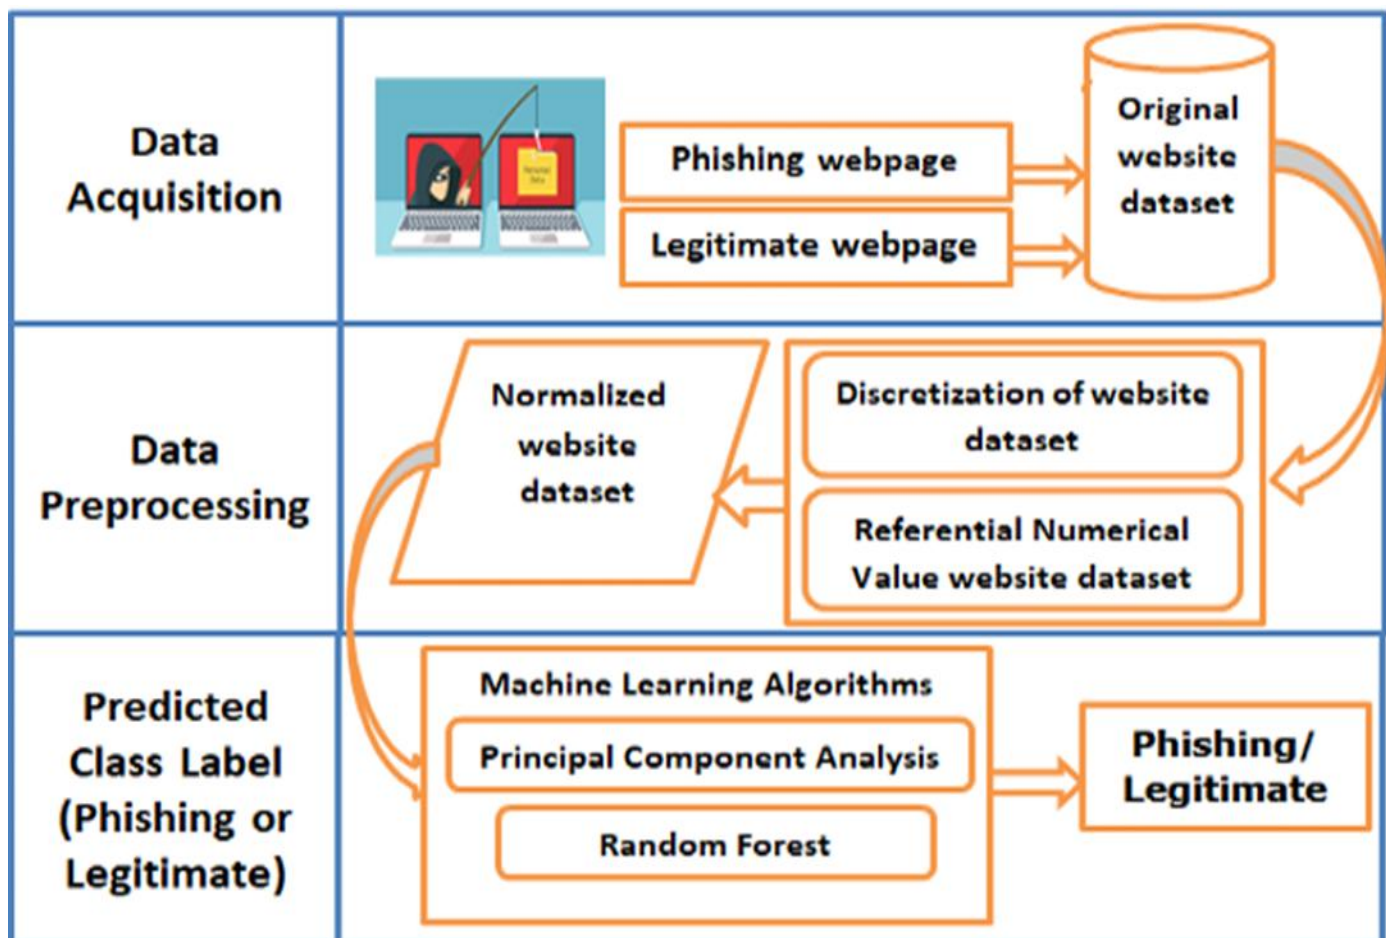 Data
Acquisition
Phishing webpage
Legitimate webpage
Original
website
dataset
Data
Preprocessing
Normalized
website
dataset
Discretization of website
dataset
Referential Numerical
Value website dataset
Predicted
Class Label
(Phishing or
Legitimate)
Machine Learning Algorithms
Principal Component Analysis
Random Forest
Phishing/
Legitimate